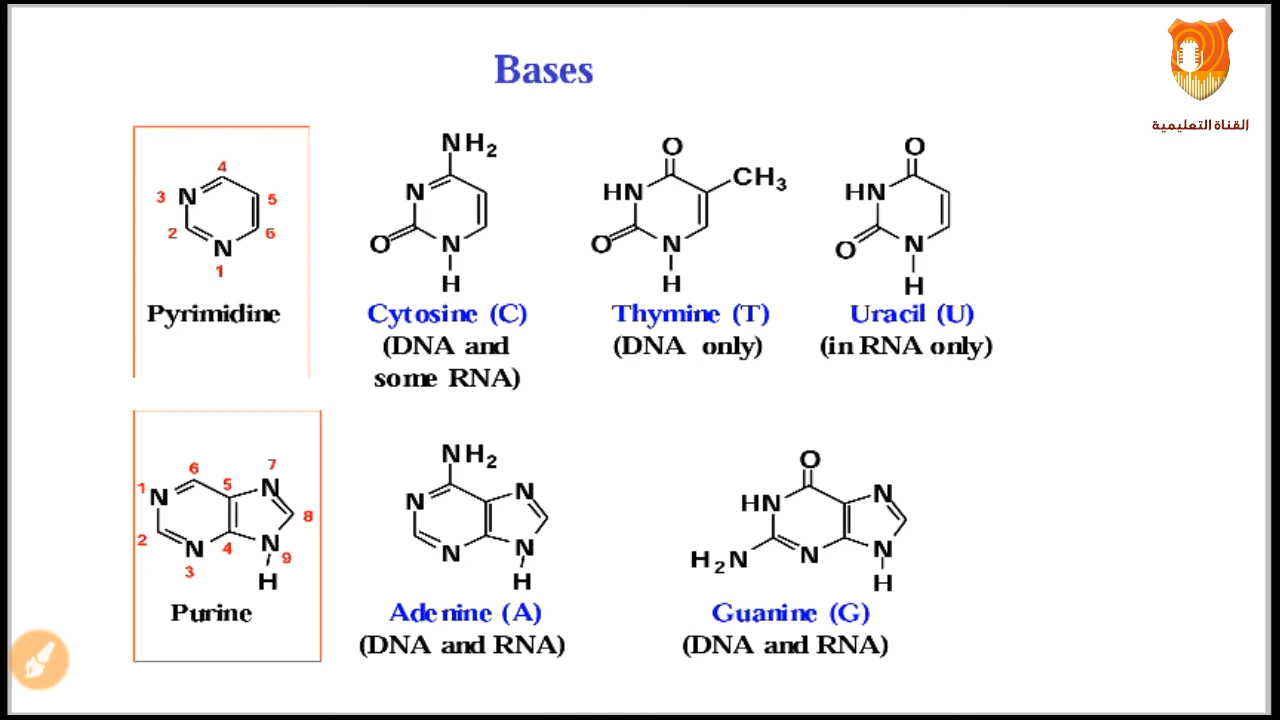 Bases
القناة التعليمية
4
3
5
2
6
N
N
1
Pyrimidine
NH2
N
O
N
H
Cytosine (C)
(DNA and
some RNA)
O
CH3
HN
O
N
H
Thymine (T)
(DNA only)
O
HN
O
N
H
Uracil (U)
(in RNA only)
6
7
1
5
N
N
8
2
N
4
N
9
3
H
Purine
NH2
N
N
N
N
H
Adenine (A)
(DNA and RNA)
O
HN
N
H2N
N
N
H
Guanine (G)
(DNA and RNA)